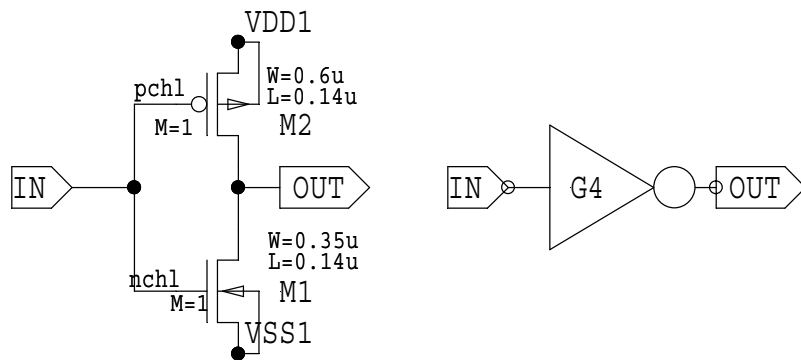 VDD1
W=0.6u
L=0.14u
pchl
M=1
M2
IN
OUT
IN
G4
OUT
W=0.35u
L=0.14u
nchl
M=1
M1
VSS1